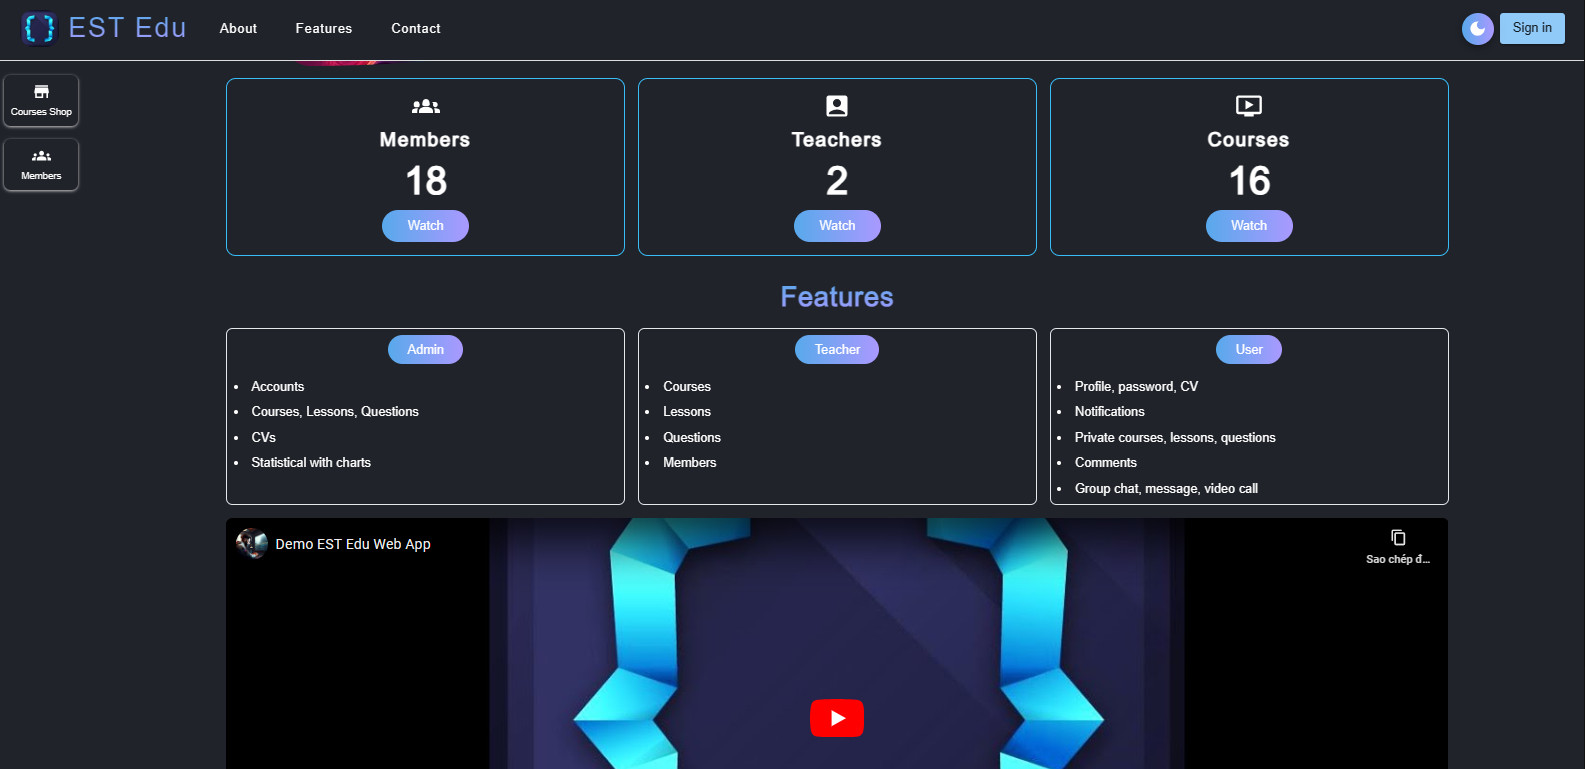 EST Edu
About
Features
Contact
Sign in
Courses Shop
Members
Members
18
Watch
Teachers
2
Watch
Courses
16
Watch
Features
Admin
Accounts
Courses, Lessons, Questions
CVs
Statistical with charts
Teacher
Courses
Lessons
Questions
Members
User
Profile, password, CV
Notifications
Private courses, lessons, questions
Comments
Group chat, message, video call
Demo EST Edu Web App
Sao chép đ...